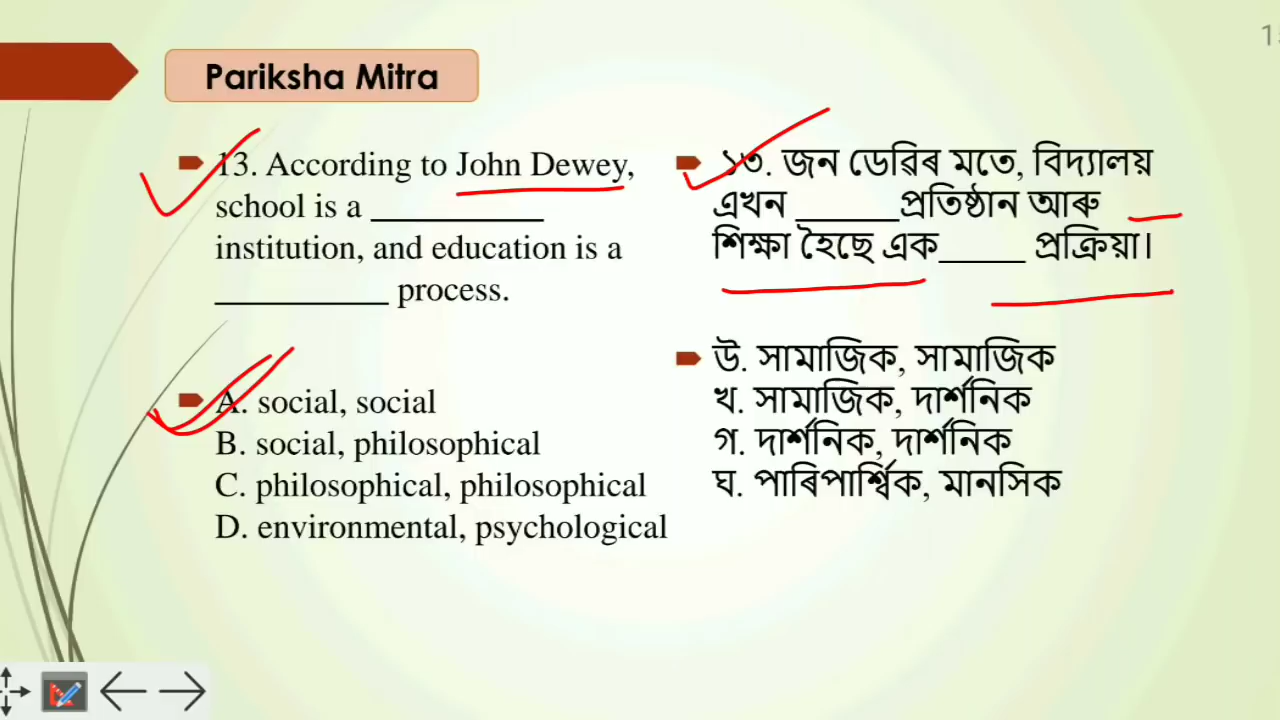 Pariksha Mitra
13. According to John Dewey,
school is a __________
institution, and education is a
__________ process.
A. social, social
B. social, philosophical
C. philosophical, philosophical
D. environmental, psychological
১৩. জন ডেৱিৰ মতে, বিদ্যালয়
এখন ______প্ৰতিষ্ঠান আৰু
শিক্ষা হৈছে এক_____ প্ৰক্ৰিয়া।
উ. সামাজিক, সামাজিক
খ. সামাজিক, দাৰ্শনিক
গ. দাৰ্শনিক, দাৰ্শনিক
ঘ. পাৰিপাৰ্শ্বিক, মানসিক